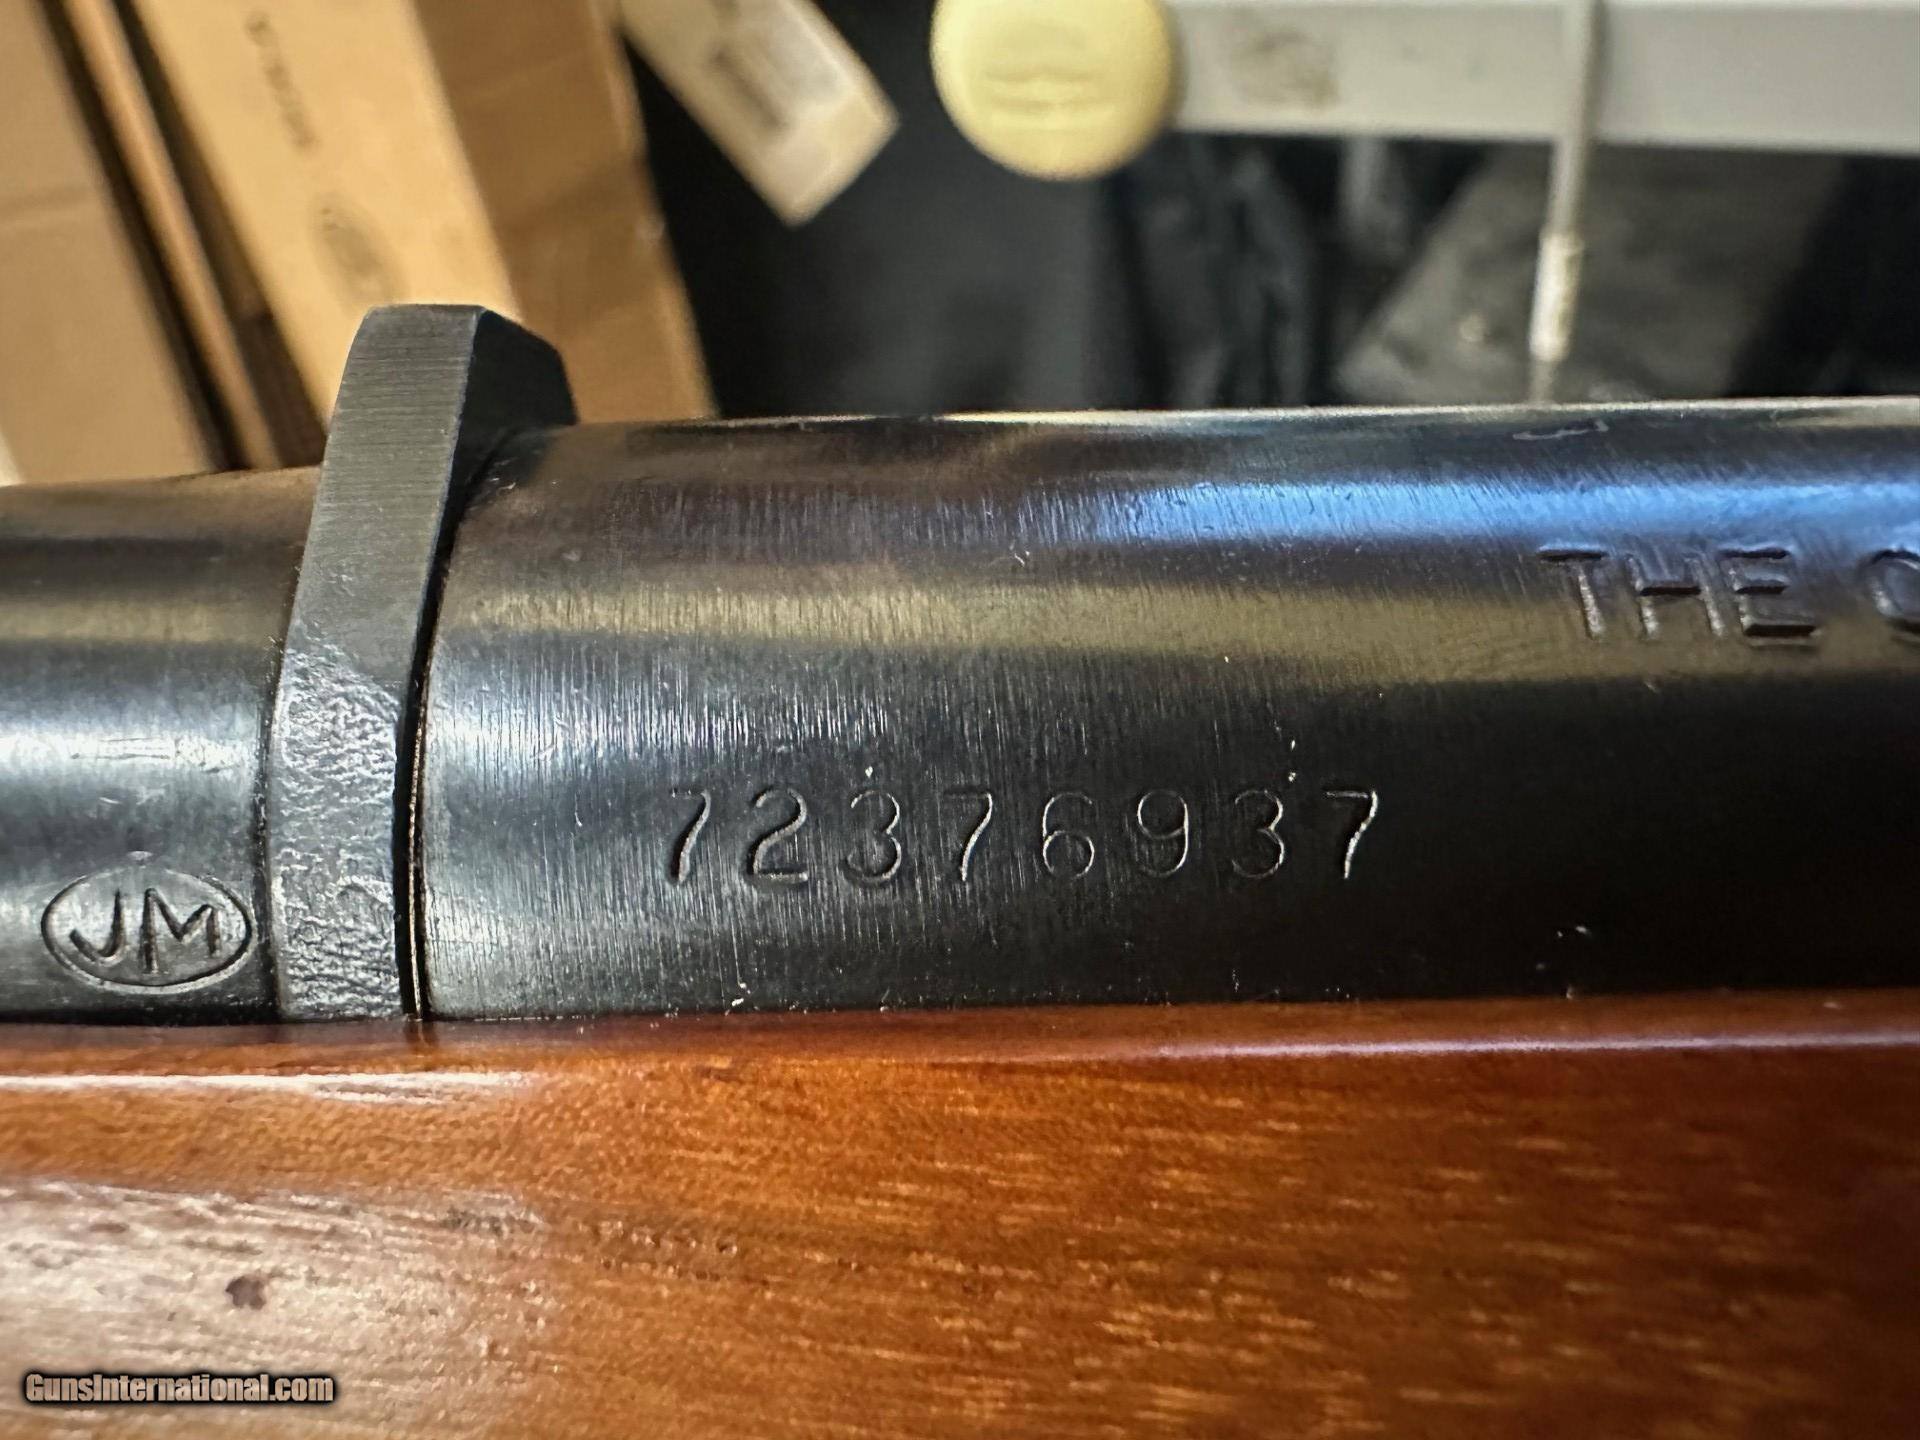 THE
72376937
JM
GunsInternational.com